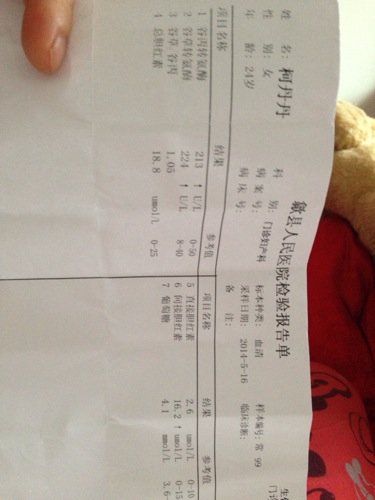 歙县人民医院检验报告单
姓 名: 柯丹丹 科 别: 门诊妇产科 标本种类: 血清 样本编号: 常 99
性 别: 女 病案号: 采样日期: 2014-5-16 临床诊断:
年 龄: 24岁 病床号: 备 注:
项目名称 结果 参考值 项目名称 结果 参考值
1 谷丙转氨酶 213 ↑ U/L 0-50 5 直接胆红素 2.6 umol/L 0-10
2 谷草转氨酶 224 ↑ U/L 8-40 6 间接胆红素 16.2 ↑ umol/L 0-15
3 谷草/谷丙 1.05 7 葡萄糖 4.1 mmol/L 3.6-
4 总胆红素 18.8 umol/L 0-25